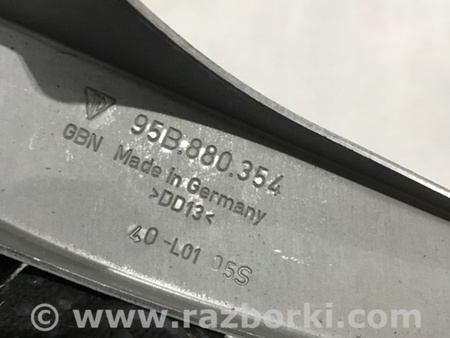 95B.880.354
GBN Made in Germany
>DD13<
40-L01 05S
© www.razborki.com